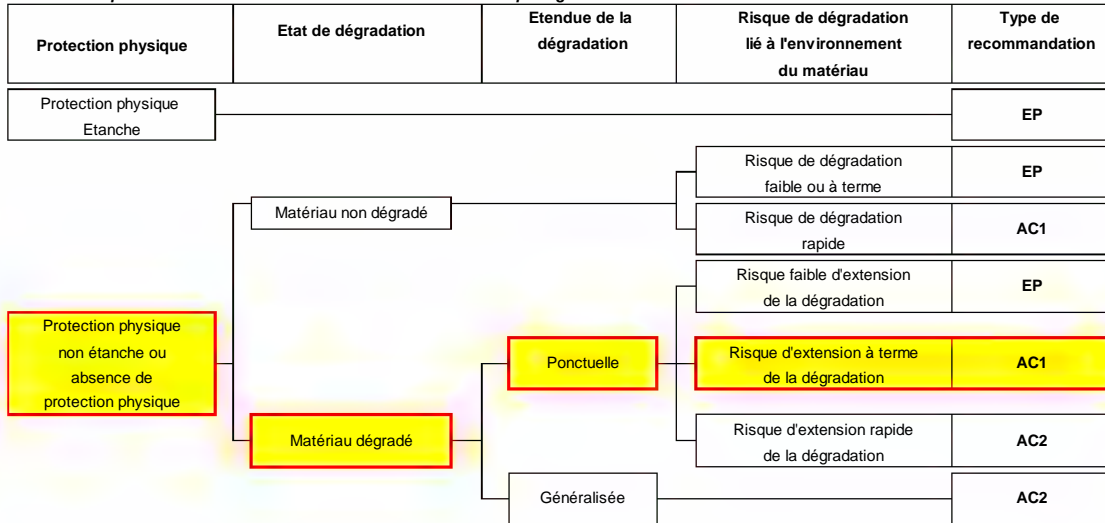 Protection physique
Etat de dégradation
Etendue de la
dégradation
Risque de dégradation
lié à l'environnement
du matériau
Type de
recommandation
Protection physique
Etanche
EP
Matériau non dégradé
Risque de dégradation
faible ou à terme
EP
Risque de dégradation
rapide
AC1
Protection physique
non étanche ou
absence de
protection physique
Matériau dégradé
Ponctuelle
Risque faible d'extension
de la dégradation
EP
Risque d'extension à terme
de la dégradation
AC1
Risque d'extension rapide
de la dégradation
AC2
Généralisée
AC2